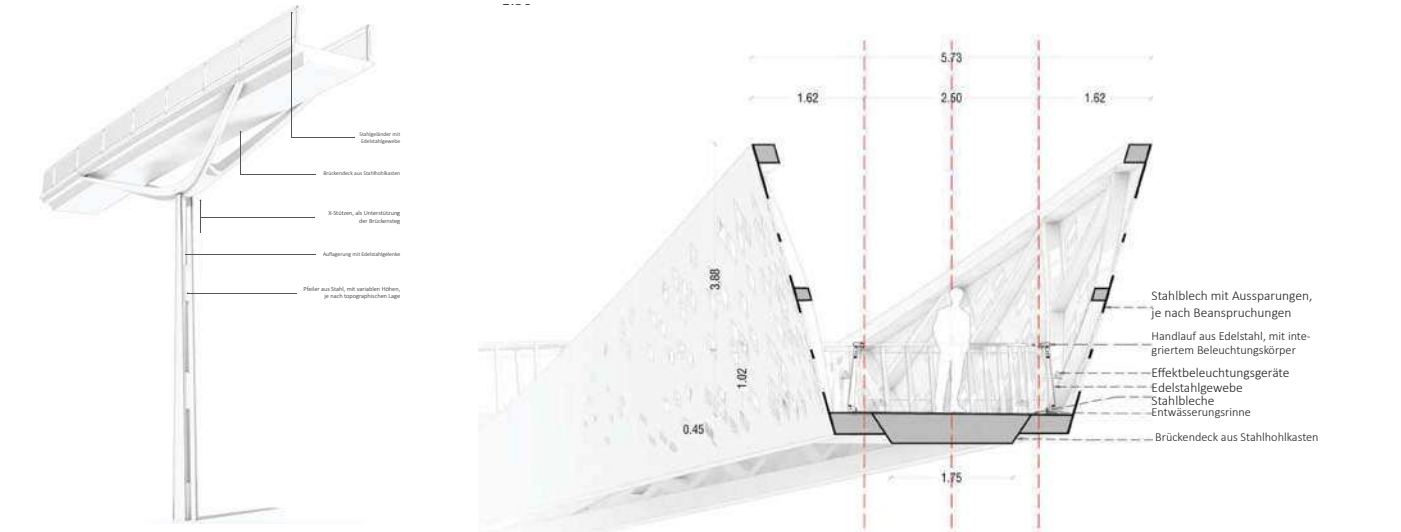 Stahlgeländer mit
Edelstahlgewebe
Brückendeck aus Stahlhohlkasten
X-Stützen, als Unterstützung
der Brückensteg
Auflagerung mit Edelstahlgelenke
Pfeiler aus Stahl, mit variablen Höhen,
je nach topographischen Lage
5.73
1.62
2.50
1.62
3.88
1.02
0.45
1.75
Stahlblech mit Aussparungen,
je nach Beanspruchungen
Handlauf aus Edelstahl, mit inte-
griertem Beleuchtungskörper
Effektbeleuchtungsgeräte
Edelstahlgewebe
Stahlbleche
Entwässerungsrinne
Brückendeck aus Stahlhohlkasten